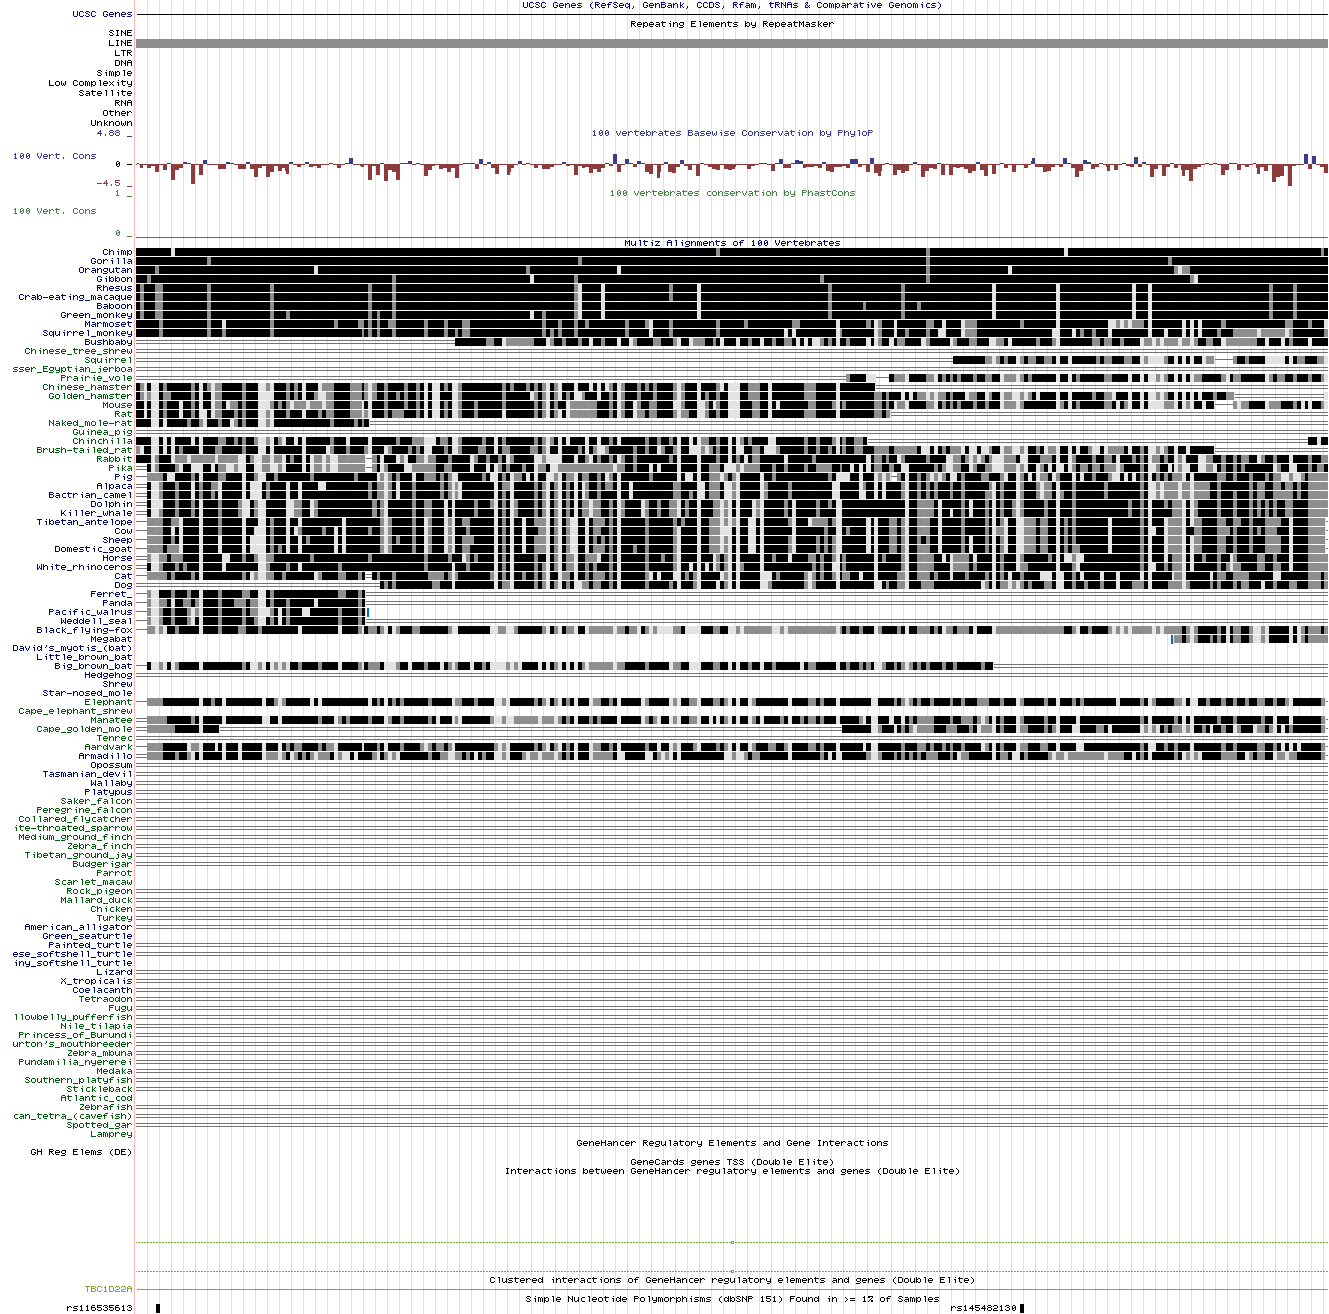 UCSC Genes (RefSeq, GenBank, CCDS, Rfam, tRNAs & Comparative Genomics)
UCSC Genes
Repeating Elements by RepeatMasker
SINE
LINE
LTR
DNA
Simple
Low Complexity
Satellite
RNA
Other
Unknown
4.88 _
100 vertebrates Basewise Conservation by PhyloP
100 Vert. Cons
0 -
-4.5 _
1 _
100 vertebrates conservation by PhastCons
100 Vert. Cons
0 _
Multiz Alignments of 100 Vertebrates
Chimp
Gorilla
Orangutan
Gibbon
Rhesus
Crab-eating_macaque
Baboon
Green_monkey
Marmoset
Squirrel_monkey
Bushbaby
Chinese_tree_shrew
Squirrel
sser_Egyptian_jerboa
Prairie_vole
Chinese_hamster
Golden_hamster
Mouse
Rat
Naked_mole-rat
Guinea_pig
Chinchilla
Brush-tailed_rat
Rabbit
Pika
Pig
Alpaca
Bactrian_camel
Dolphin
Killer_whale
Tibetan_antelope
Cow
Sheep
Domestic_goat
Horse
White_rhinoceros
Cat
Dog
Ferret_
Panda
Pacific_walrus
Weddell_seal
Black_flying-fox
Megabat
David's_myotis_(bat)
Little_brown_bat
Big_brown_bat
Hedgehog
Shrew
Star-nosed_mole
Elephant
Cape_elephant_shrew
Manatee
Cape_golden_mole
Tenrec
Aardvark
Armadillo
Opossum
Tasmanian_devil
Wallaby
Platypus
Saker_falcon
Peregrine_falcon
Collared_flycatcher
ite-throated_sparrow
Medium_ground_finch
Zebra_finch
Tibetan_ground_jay
Budgerigar
Parrot
Scarlet_macaw
Rock_pigeon
Mallard_duck
Chicken
Turkey
American_alligator
Green_seaturtle
Painted_turtle
ese_softshell_turtle
iny_softshell_turtle
Lizard
X_tropicalis
Coelacanth
Tetraodon
Fugu
llowbelly_pufferfish
Nile_tilapia
Princess_of_Burundi
urton's_mouthbreeder
Zebra_mbuna
Pundamilia_nyererei
Medaka
Southern_platyfish
Stickleback
Atlantic_cod
Zebrafish
can_tetra_(cavefish)
Spotted_gar
Lamprey
GeneHancer Regulatory Elements and Gene Interactions
GH Reg Elems (DE)
GeneCards genes TSS (Double Elite)
Interactions between GeneHancer regulatory elements and genes (Double Elite)
Clustered interactions of GeneHancer regulatory elements and genes (Double Elite)
TBC1D22A
Simple Nucleotide Polymorphisms (dbSNP 151) Found in >= 1% of Samples
rs116535613 rs145482130